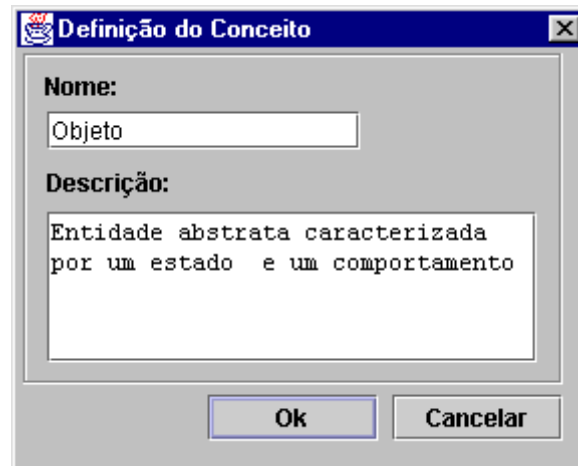 Definição do Conceito
Nome:
Objeto
Descrição:
Entidade abstrata caracterizada
por um estado  e um comportamento
Ok
Cancelar